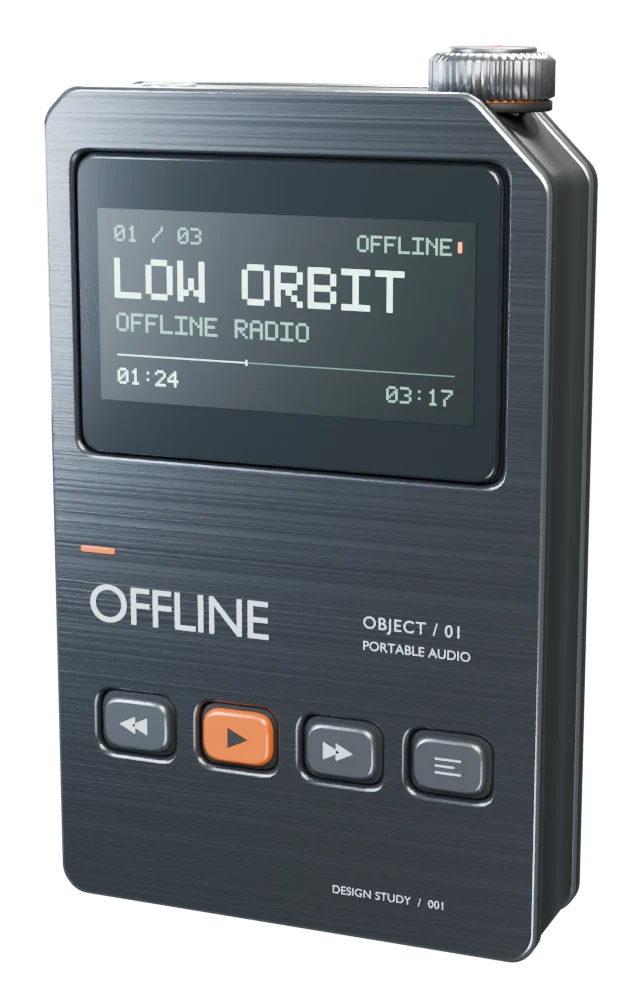 01 / 03
OFFLINE
LOW ORBIT
OFFLINE RADIO
01:24
03:17
OFFLINE
OBJECT / 01
PORTABLE AUDIO
DESIGN STUDY / 001